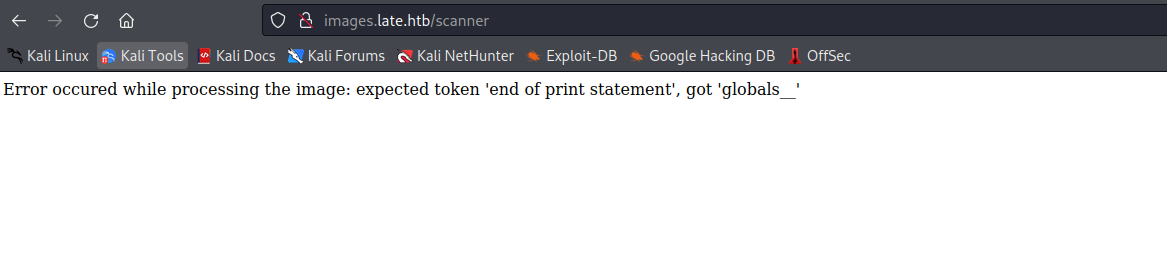 images.late.htb/scanner
Kali Linux Kali Tools Kali Docs Kali Forums Kali NetHunter Exploit-DB Google Hacking DB OffSec
Error occured while processing the image: expected token 'end of print statement', got 'globals__'